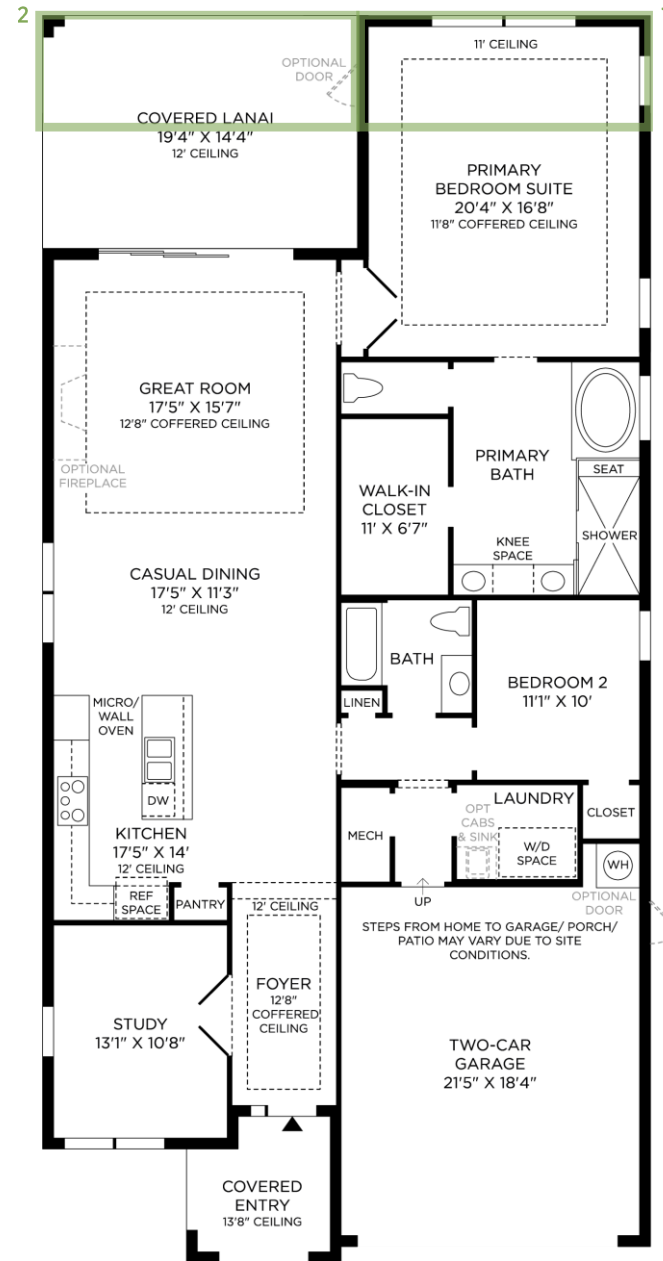 2
11' CEILING
OPTIONAL
DOOR
COVERED LANAI
19'4" X 14'4"
12' CEILING
PRIMARY
BEDROOM SUITE
20'4" X 16'8"
11'8" COFFERED CEILING
GREAT ROOM
17'5" X 15'7"
12'8" COFFERED CEILING
OPTIONAL
FIREPLACE
PRIMARY
BATH
SEAT
WALK-IN
CLOSET
11' X 6'7"
SHOWER
KNEE
SPACE
CASUAL DINING
17'5" X 11'3"
12' CEILING
BATH
LINEN
BEDROOM 2
11'1" X 10'
MICRO/
WALL
OVEN
DW
KITCHEN
17'5" X 14'
12' CEILING
REF
SPACE
PANTRY
MECH
LAUNDRY
OPT
CABS
& SINK
W/D
SPACE
CLOSET
WH
UP
OPTIONAL
DOOR
12' CEILING
STEPS FROM HOME TO GARAGE/ PORCH/
PATIO MAY VARY DUE TO SITE
CONDITIONS.
FOYER
12'8"
COFFERED
CEILING
STUDY
13'1" X 10'8"
TWO-CAR
GARAGE
21'5" X 18'4"
COVERED
ENTRY
13'8" CEILING